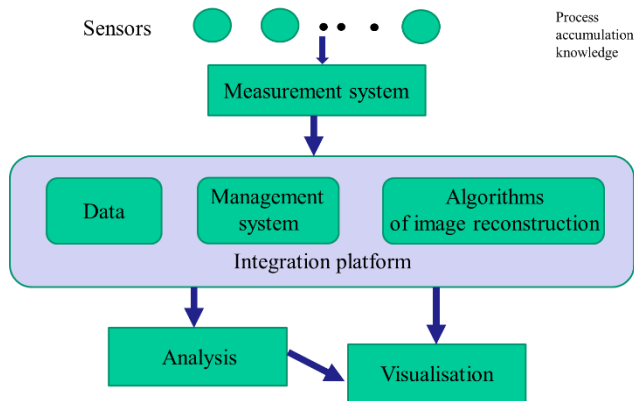 Sensors
Process
accumulation
knowledge
Measurement system
Data
Management
system
Algorithms
of image reconstruction
Integration platform
Analysis
Visualisation